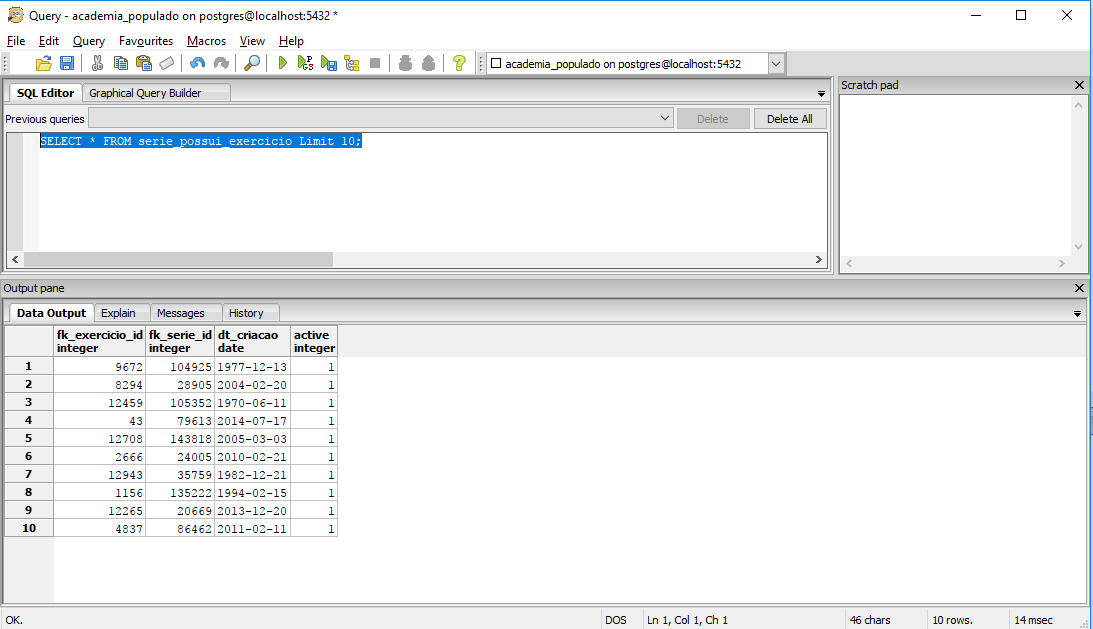 Query - academia_populado on postgres@localhost:5432 *
File Edit Query Favourites Macros View Help
academia_populado on postgres@localhost:5432
SQL Editor Graphical Query Builder
Scratch pad
Previous queries Delete Delete All
SELECT * FROM serie_possui_exercicio Limit 10;
Output pane
Data Output Explain Messages History
fk_exercicio_id fk_serie_id dt_criacao active
integer integer date integer
1 9672 104925 1977-12-13 1
2 8294 28905 2004-02-20 1
3 12459 105352 1970-06-11 1
4 43 79613 2014-07-17 1
5 12708 143818 2005-03-03 1
6 2666 24005 2010-02-21 1
7 12943 35759 1982-12-21 1
8 1156 135222 1994-02-15 1
9 12265 20669 2013-12-20 1
10 4837 86462 2011-02-11 1
OK. DOS Ln 1, Col 1, Ch 1 46 chars 10 rows. 14 msec